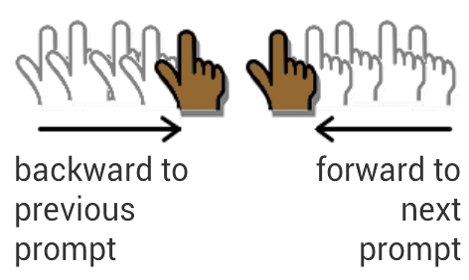 backward to
previous
prompt
forward to
next
prompt